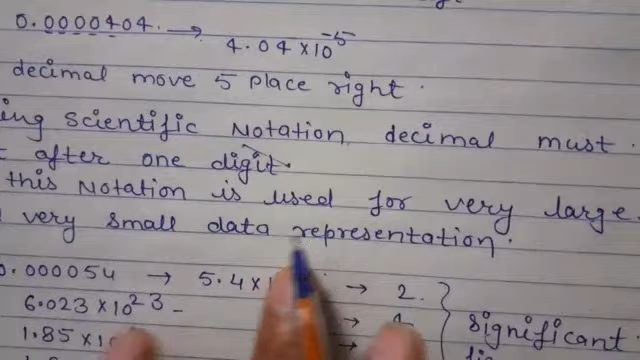 0.0000404. → 4.04 × 10⁻⁵
decimal move 5 place right.
ing scientific Notation decimal must.
after one digit.
this Notation is used for very large.
very small data representation.
0.000054 → 5.4 × → 2.
6.023 × 10²³ - → 4 significant
1.85 × →